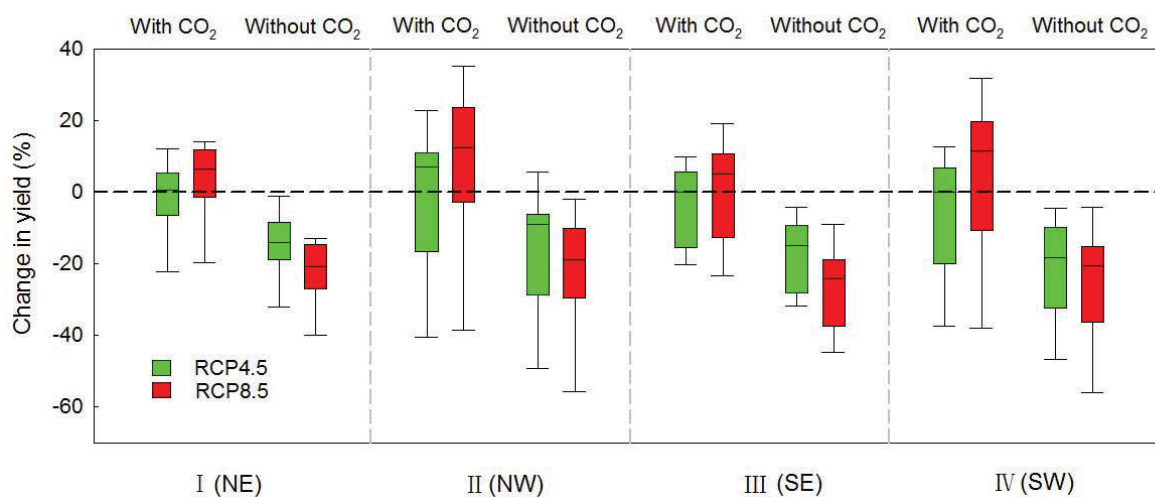 With CO₂ Without CO₂ With CO₂ Without CO₂ With CO₂ Without CO₂ With CO₂ Without CO₂
40
20
0
-20
-40
-60
Change in yield (%)
RCP4.5
RCP8.5
Ⅰ (NE) Ⅱ (NW) Ⅲ (SE) Ⅳ (SW)